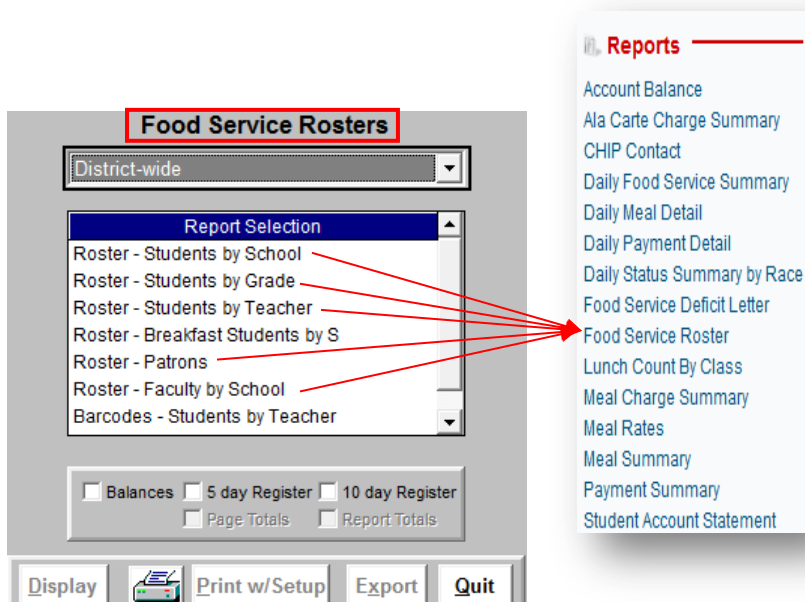 Food Service Rosters
District-wide
Report Selection
Roster - Students by School
Roster - Students by Grade
Roster - Students by Teacher
Roster - Breakfast Students by S
Roster - Patrons
Roster - Faculty by School
Barcodes - Students by Teacher
Balances 5 day Register 10 day Register
Page Totals Report Totals
Display Print w/Setup Export Quit
Reports
Account Balance
Ala Carte Charge Summary
CHIP Contact
Daily Food Service Summary
Daily Meal Detail
Daily Payment Detail
Daily Status Summary by Race
Food Service Deficit Letter
Food Service Roster
Lunch Count By Class
Meal Charge Summary
Meal Rates
Meal Summary
Payment Summary
Student Account Statement